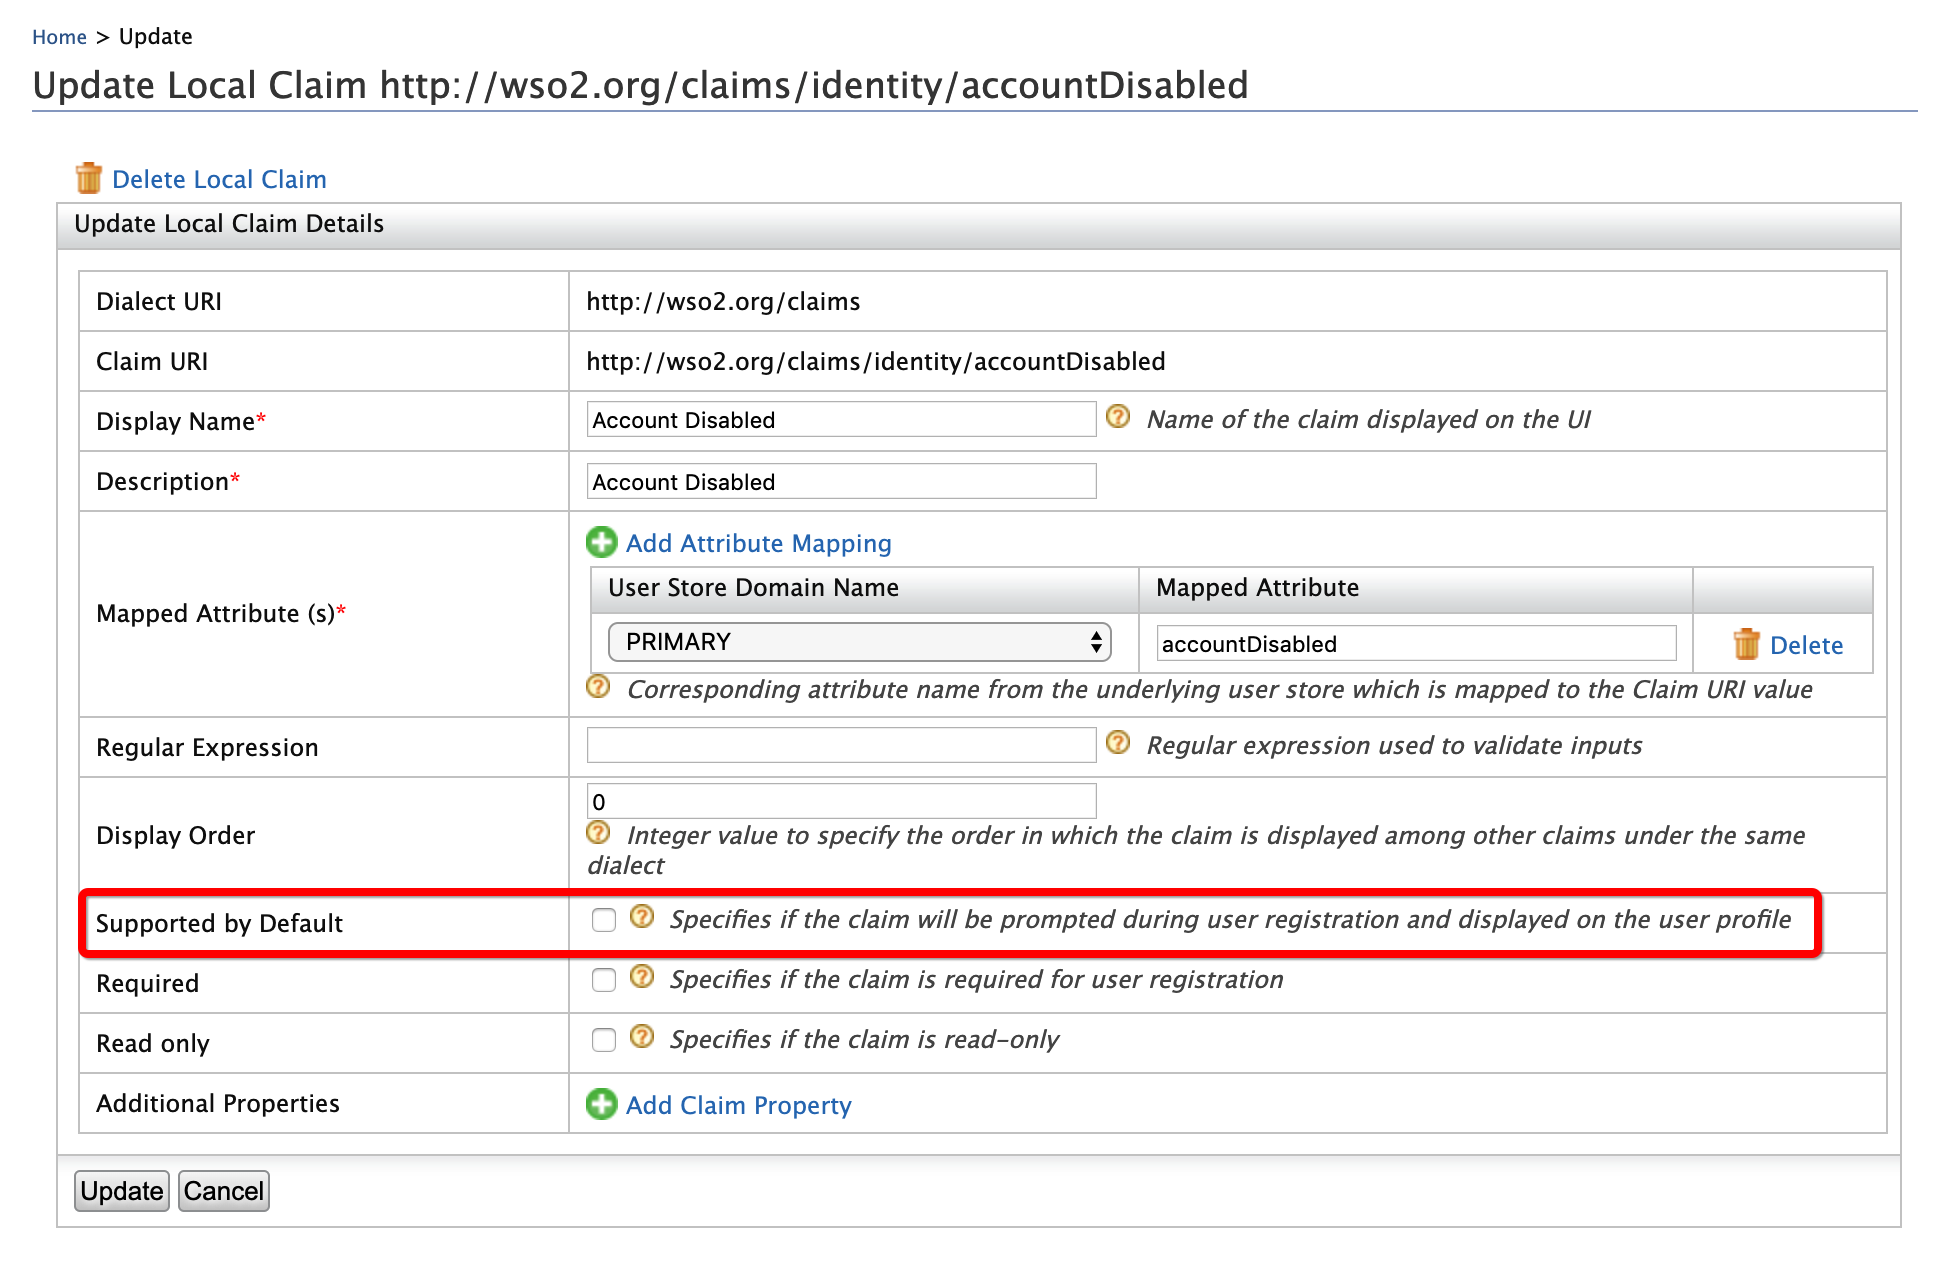 Home > Update
Update Local Claim http://wso2.org/claims/identity/accountDisabled
Delete Local Claim
Update Local Claim Details
Dialect URI http://wso2.org/claims
Claim URI http://wso2.org/claims/identity/accountDisabled
Display Name* Account Disabled ? Name of the claim displayed on the UI
Description* Account Disabled
Mapped Attribute (s)*
Add Attribute Mapping
User Store Domain Name Mapped Attribute
PRIMARY accountDisabled Delete
? Corresponding attribute name from the underlying user store which is mapped to the Claim URI value
Regular Expression ? Regular expression used to validate inputs
Display Order
0
? Integer value to specify the order in which the claim is displayed among other claims under the same
dialect
Supported by Default ? Specifies if the claim will be prompted during user registration and displayed on the user profile
Required ? Specifies if the claim is required for user registration
Read only ? Specifies if the claim is read-only
Additional Properties Add Claim Property
Update Cancel